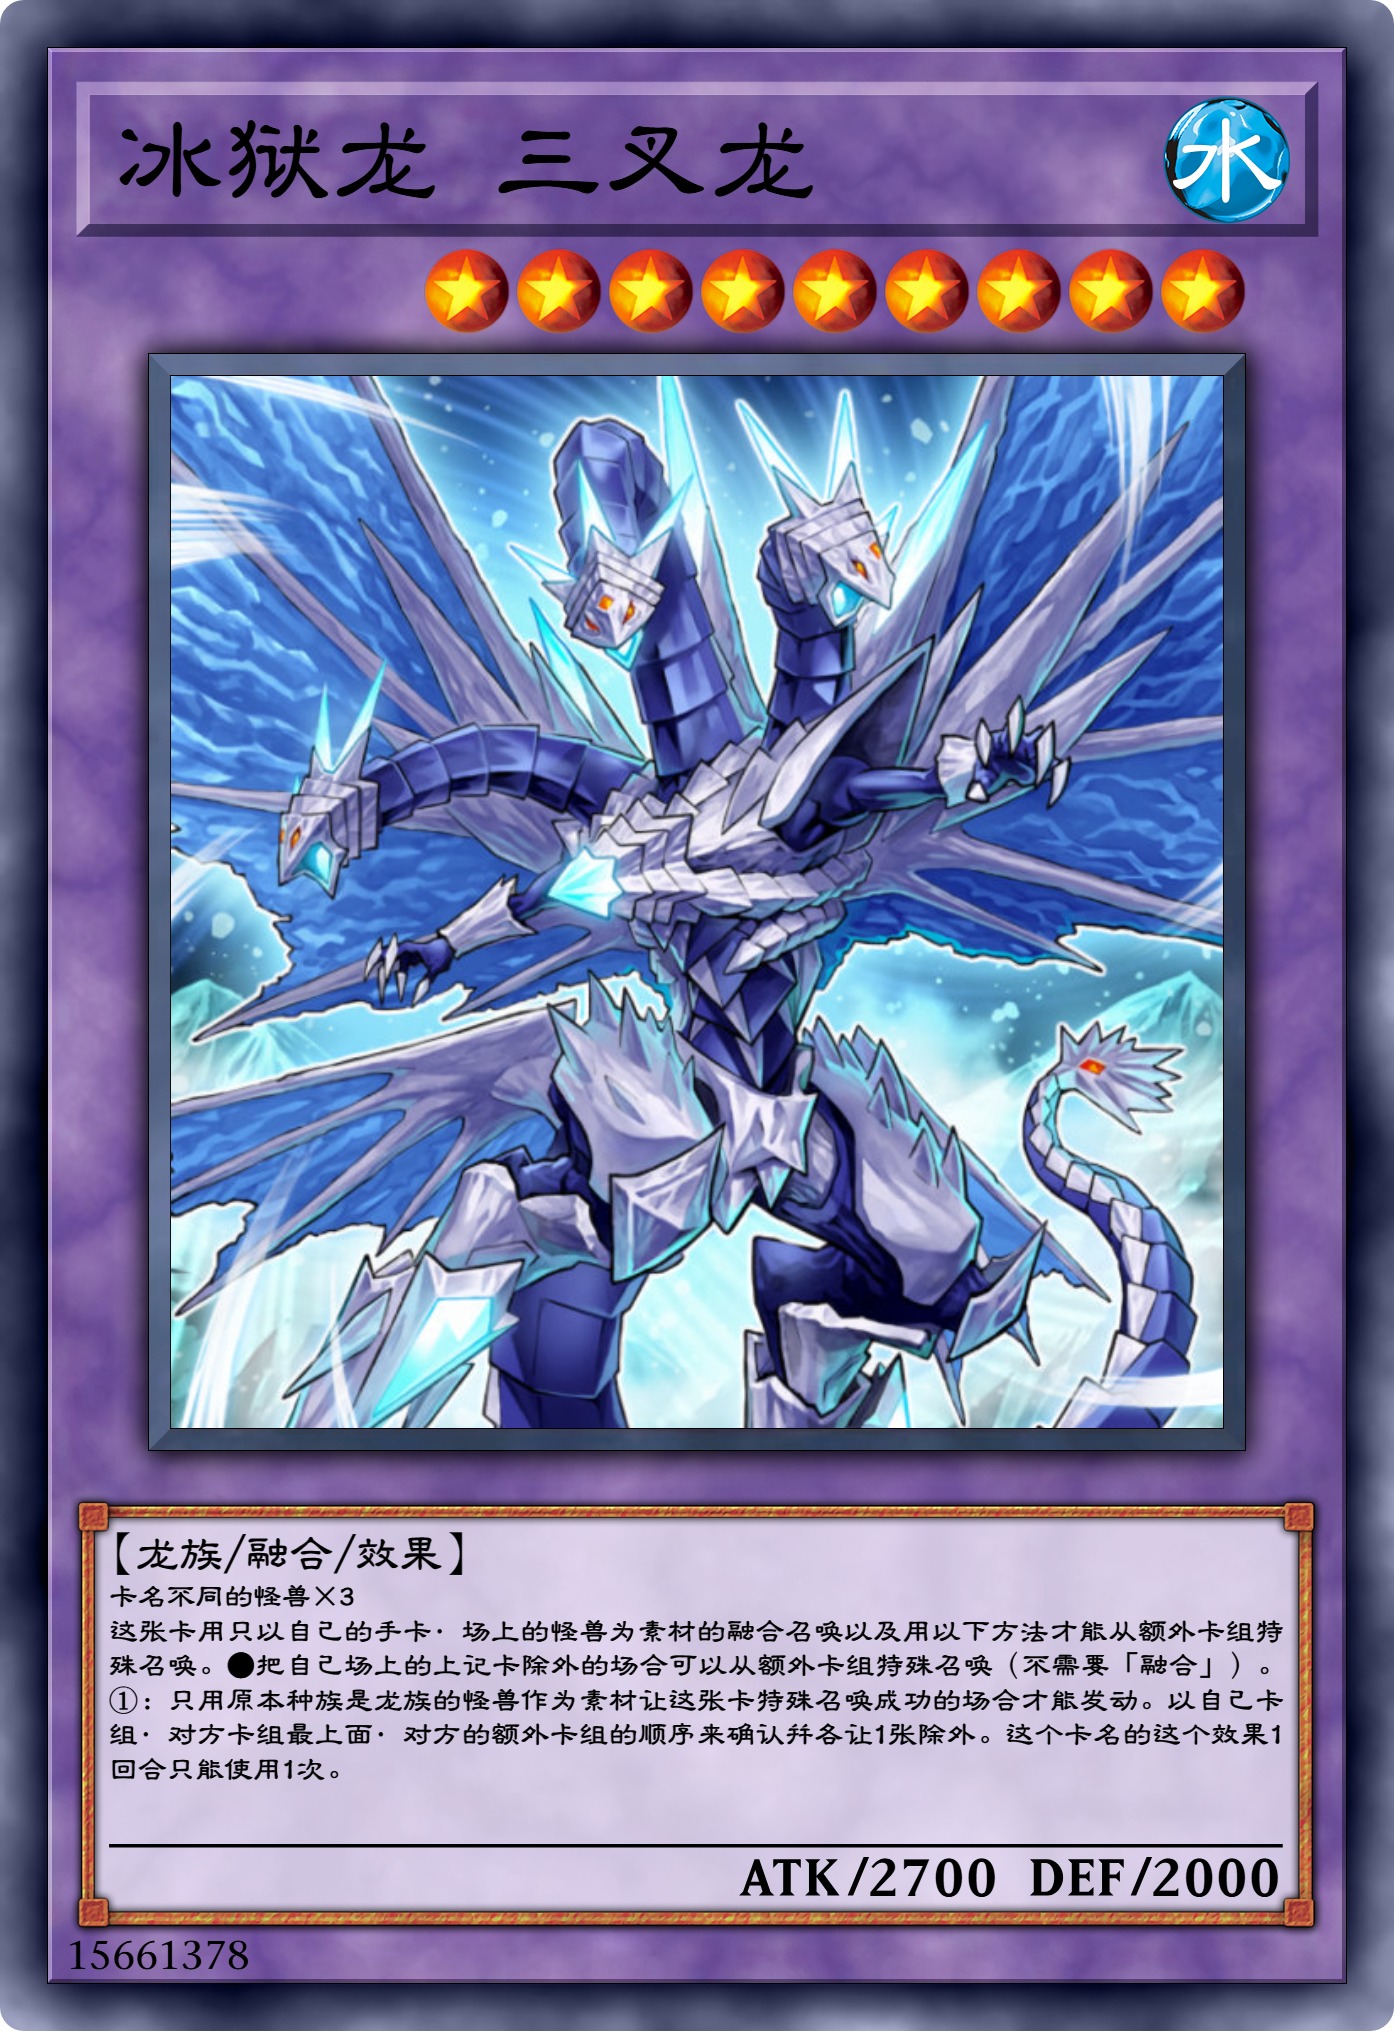 冰狱龙 三叉龙
水
【龙族/融合/效果】
卡名不同的怪兽×3
这张卡用只以自己的手卡·场上的怪兽为素材的融合召唤以及用以下方法才能从额外卡组特
殊召唤。●把自己场上的上记卡除外的场合可以从额外卡组特殊召唤（不需要「融合」）。
①：只用原本种族是龙族的怪兽作为素材让这张卡特殊召唤成功的场合才能发动。以自己卡
组·对方卡组最上面·对方的额外卡组的顺序来确认并各让1张除外。这个卡名的这个效果1
回合只能使用1次。
ATK/2700 DEF/2000
15661378